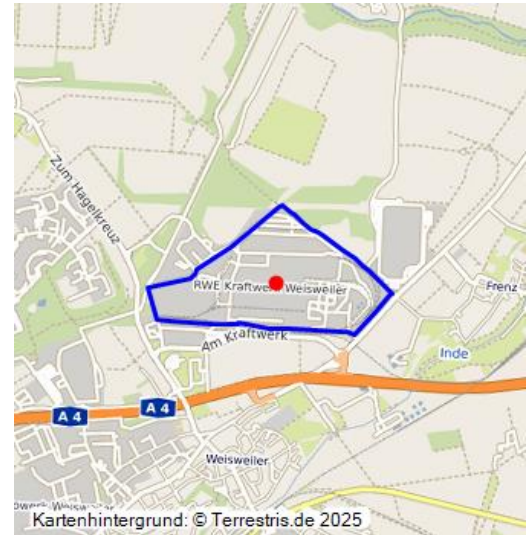 Zum Hagelkreuz
RWE Kraftwerk Weisweiler
Frenz
Am Kraftwerk
Inde
A 4
A 4
Weisweiler
Kartenhintergrund: © Terrestris.de 2025